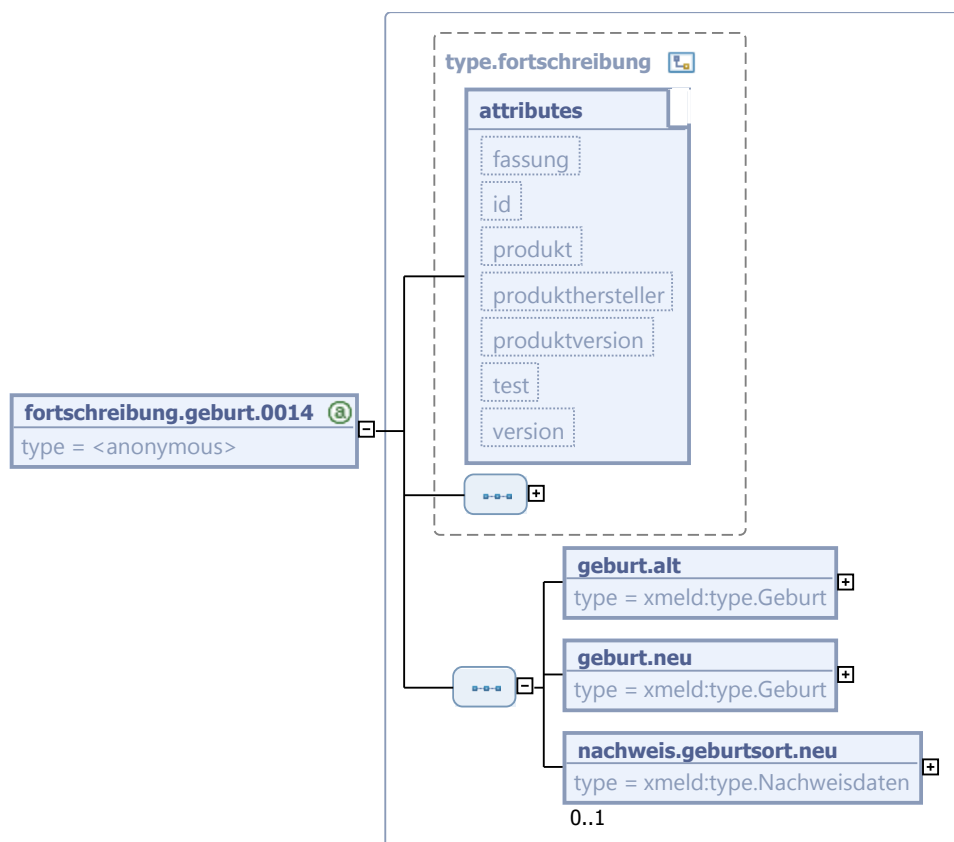 type.fortschreibung
attributes
fassung
id
produkt
produkthersteller
produktversion
test
version
fortschreibung.geburt.0014 a
type = <anonymous>
geburt.alt
type = xmeld:type.Geburt
geburt.neu
type = xmeld:type.Geburt
nachweis.geburtsort.neu
type = xmeld:type.Nachweisdaten
0..1